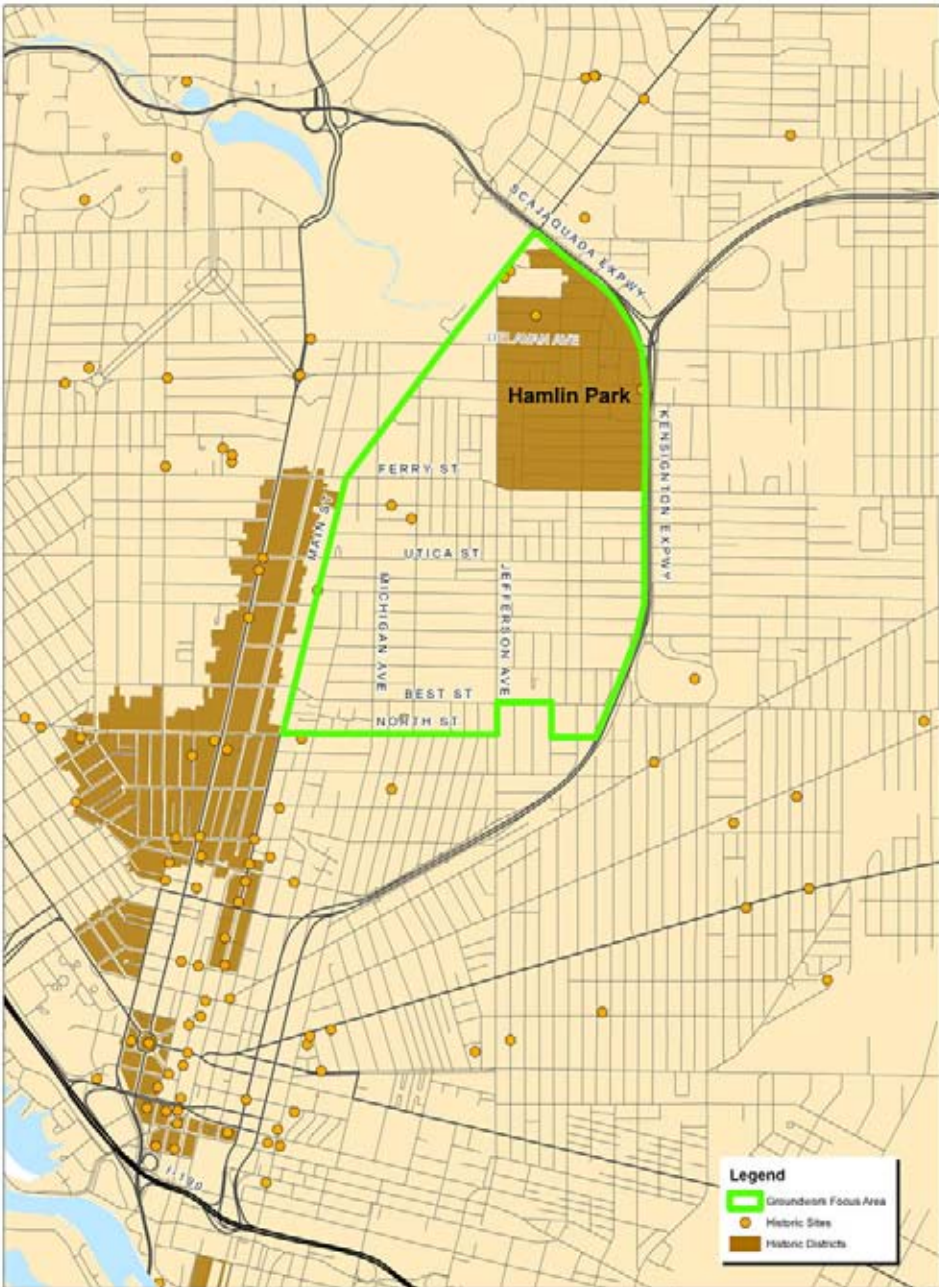 SCAJAQUADA EXPWY
DELAVAN AVE
Hamlin Park
KENSIGNTON EXPWY
FERRY ST
MAIN ST
UTICA ST
MICHIGAN AVE
JEFFERSON AVE
BEST ST
NORTH ST
I-190
Legend
Groundwork Focus Area
Historic Sites
Historic Districts